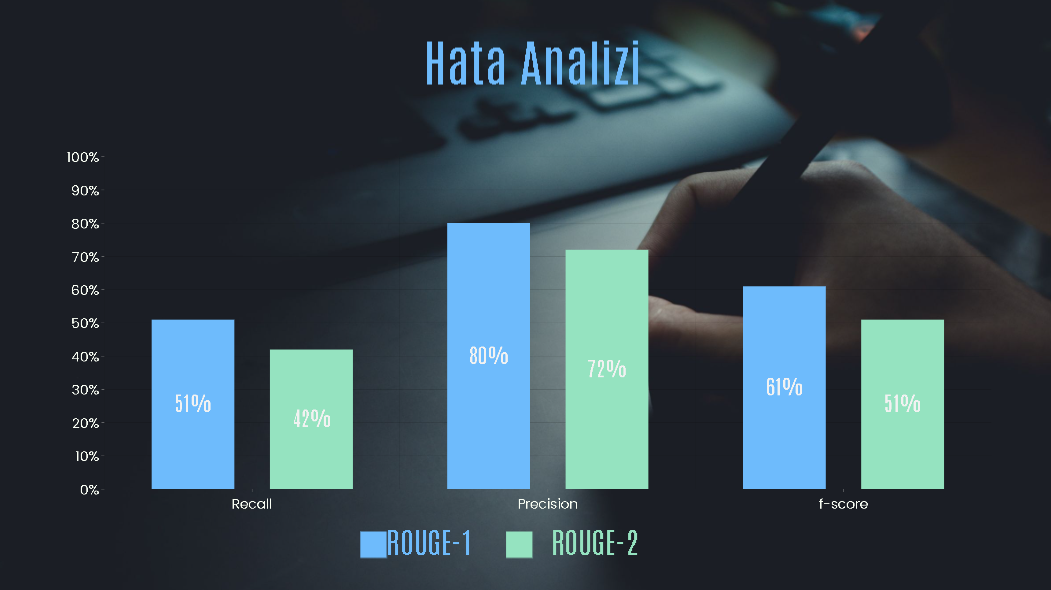 Hata Analizi
100%
90%
80%
70%
60%
50%
40%
30%
20%
10%
0%
51%
42%
80%
72%
61%
51%
Recall
Precision
f-score
ROUGE-1
ROUGE-2